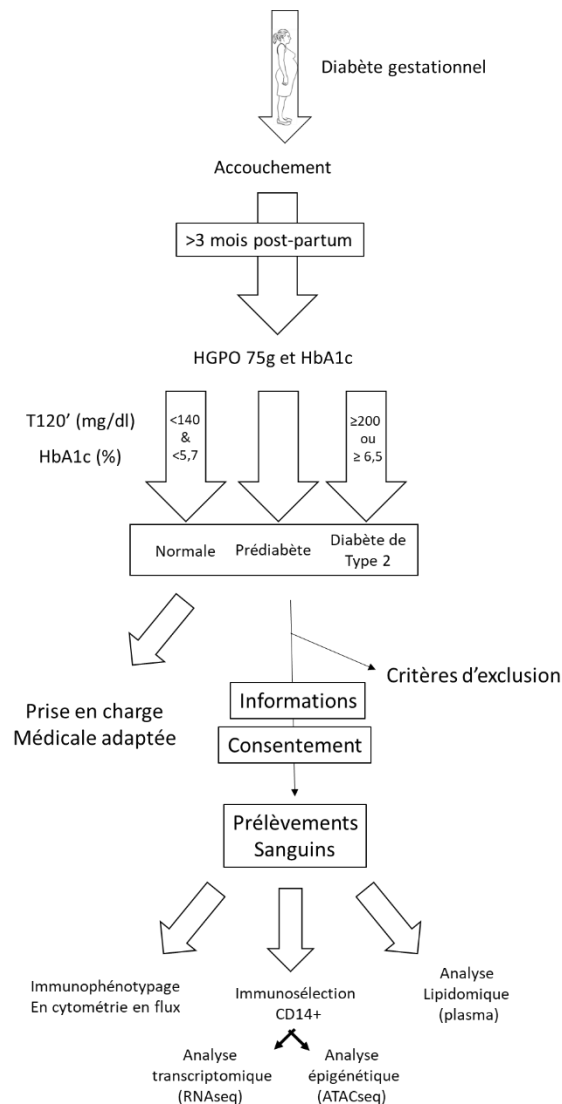 Diabète gestationnel
Accouchement
>3 mois post-partum
HGPO 75g et HbA1c
T120’ (mg/dl)
HbA1c (%)
<140
&
<5,7
≥200
ou
≥ 6,5
Normale
Prédiabète
Diabète de
Type 2
Critères d’exclusion
Prise en charge
Médicale adaptée
Informations
Consentement
Prélèvements
Sanguins
Immunophénotypage
En cytométrie en flux
Immunosélection
CD14+
Analyse
Lipidomique
(plasma)
Analyse
transcriptomique
(RNAseq)
Analyse
épigénétique
(ATACseq)